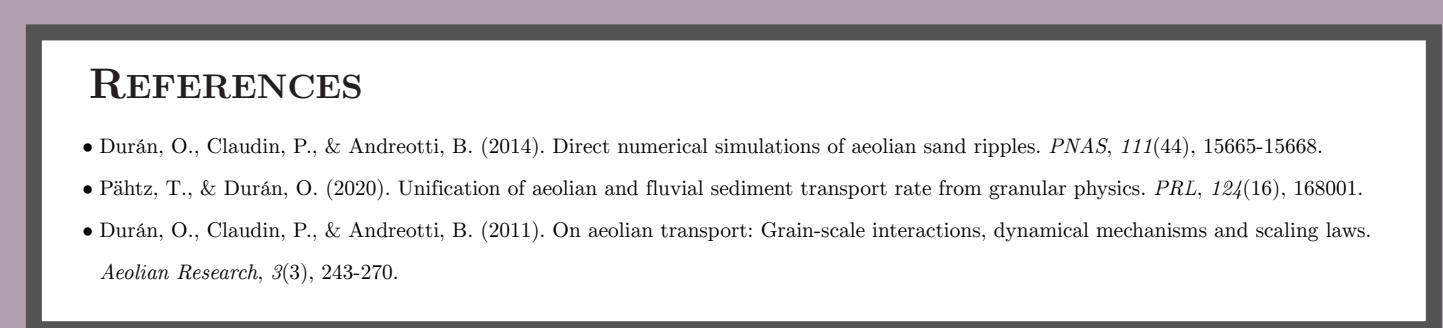 REFERENCES
• Durán, O., Claudin, P., & Andreotti, B. (2014). Direct numerical simulations of aeolian sand ripples. PNAS, 111(44), 15665-15668.
• Pähtz, T., & Durán, O. (2020). Unification of aeolian and fluvial sediment transport rate from granular physics. PRL, 124(16), 168001.
• Durán, O., Claudin, P., & Andreotti, B. (2011). On aeolian transport: Grain-scale interactions, dynamical mechanisms and scaling laws.
Aeolian Research, 3(3), 243-270.